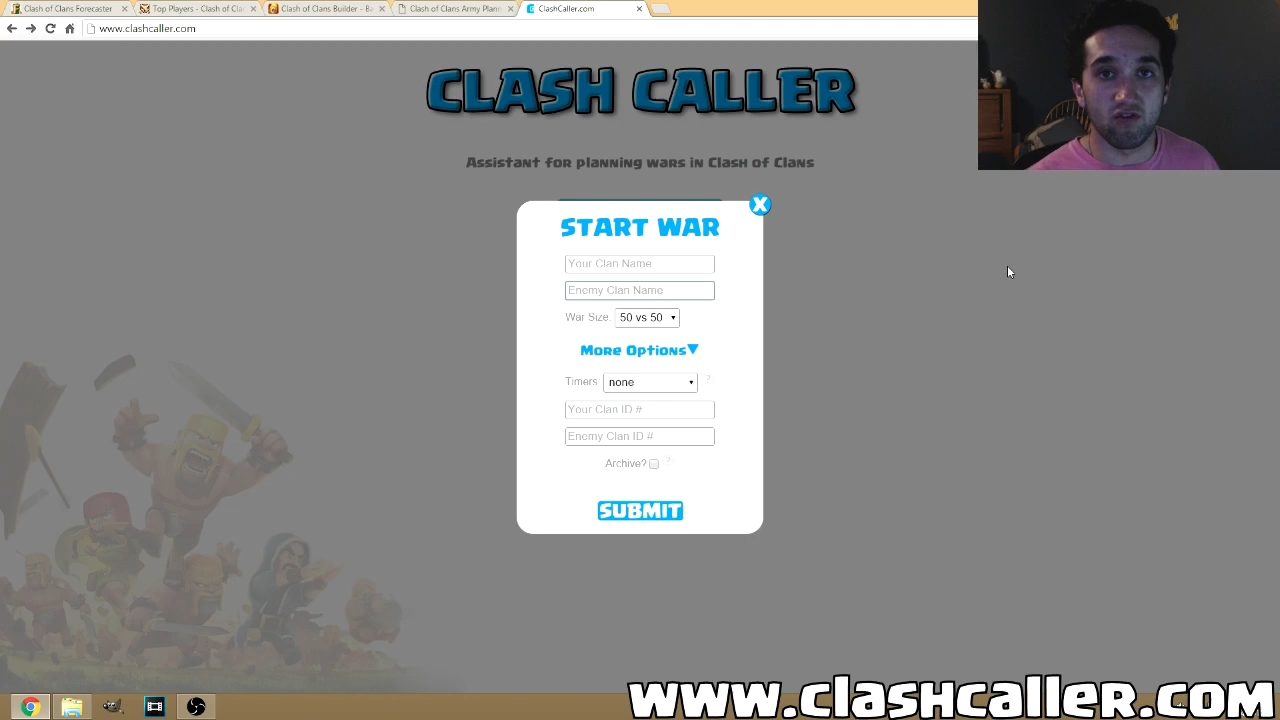 Clash of Clans Forecaster
Top Players - Clash of Cla
Clash of Clans Builder - Ba
Clash of Clans Army Plann
ClashCaller.com
www.clashcaller.com
CLASH CALLER
Assistant for planning wars in Clash of Clans
START WAR
Your Clan Name
Enemy Clan Name
War Size: 50 vs 50
More Options
Timers: none ?
Your Clan ID #
Enemy Clan ID #
Archive? ?
SUBMIT
www.clashcaller.com